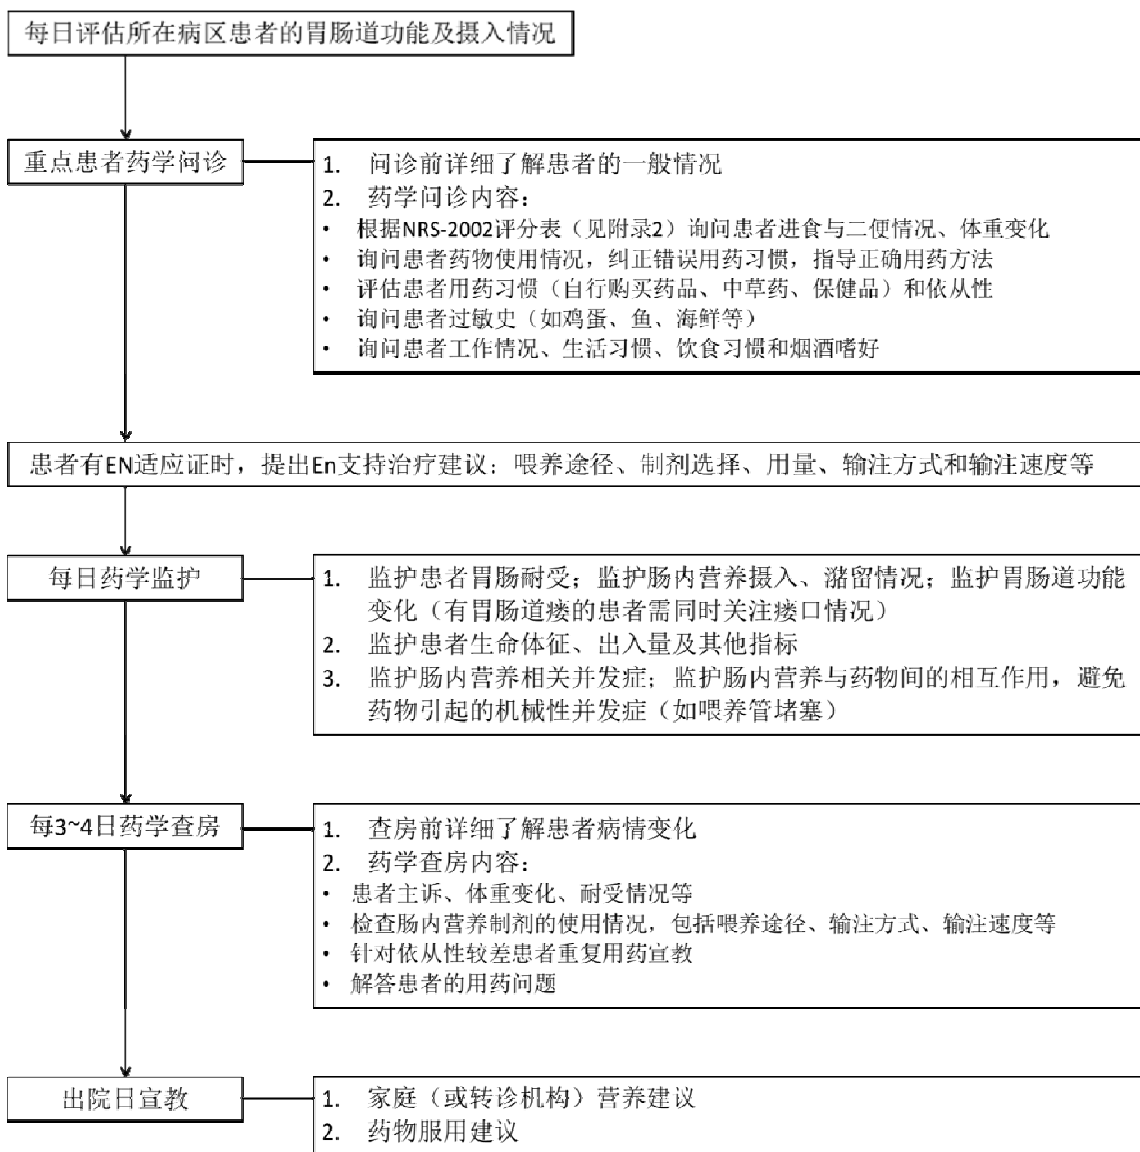 每日评估所在病区患者的胃肠道功能及摄入情况
重点患者药学问诊
1. 问诊前详细了解患者的一般情况
2. 药学问诊内容：
• 根据NRS-2002评分表（见附录2）询问患者进食与二便情况、体重变化
• 询问患者药物使用情况，纠正错误用药习惯，指导正确用药方法
• 评估患者用药习惯（自行购买药品、中草药、保健品）和依从性
• 询问患者过敏史（如鸡蛋、鱼、海鲜等）
• 询问患者工作情况、生活习惯、饮食习惯和烟酒嗜好
患者有EN适应证时，提出En支持治疗建议：喂养途径、制剂选择、用量、输注方式和输注速度等
每日药学监护
1. 监护患者胃肠耐受；监护肠内营养摄入、潴留情况；监护胃肠道功能
变化（有胃肠道瘘的患者需同时关注瘘口情况）
2. 监护患者生命体征、出入量及其他指标
3. 监护肠内营养相关并发症；监护肠内营养与药物间的相互作用，避免
药物引起的机械性并发症（如喂养管堵塞）
每3~4日药学查房
1. 查房前详细了解患者病情变化
2. 药学查房内容：
• 患者主诉、体重变化、耐受情况等
• 检查肠内营养制剂的使用情况，包括喂养途径、输注方式、输注速度等
• 针对依从性较差患者重复用药宣教
• 解答患者的用药问题
出院日宣教
1. 家庭（或转诊机构）营养建议
2. 药物服用建议